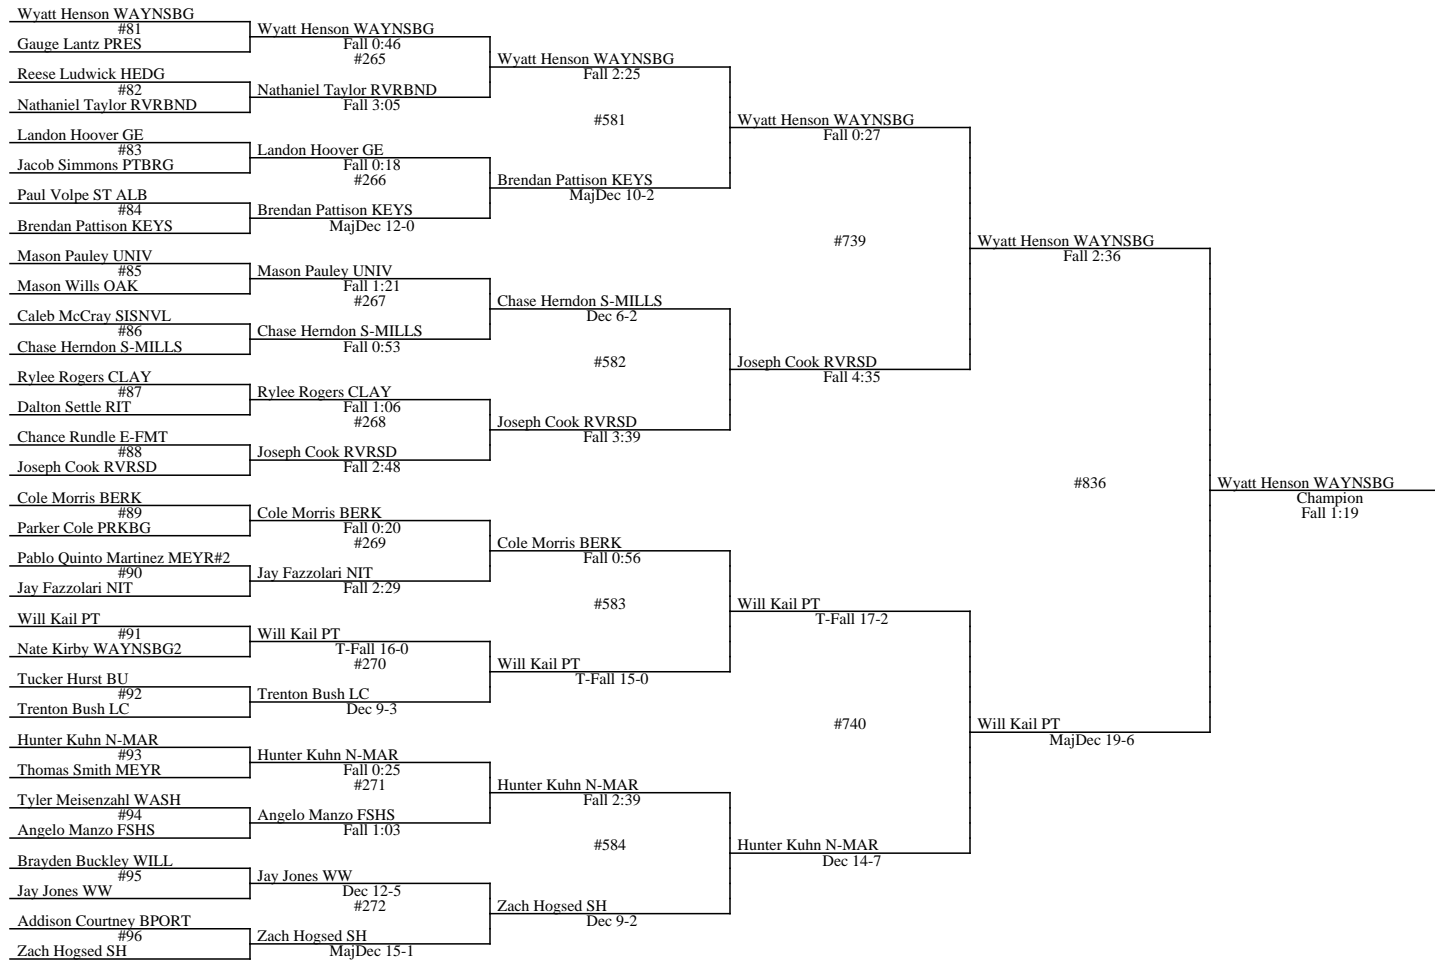 Wyatt Henson WAYNSBG
#81
Gauge Lantz PRES
Reese Ludwick HEDG
#82
Nathaniel Taylor RVRBND
Landon Hoover GE
#83
Jacob Simmons PTBRG
Paul Volpe ST ALB
#84
Brendan Pattison KEYS
Mason Pauley UNIV
#85
Mason Wills OAK
Caleb McCray SISNVL
#86
Chase Herndon S-MILLS
Rylee Rogers CLAY
#87
Dalton Settle RIT
Chance Rundle E-FMT
#88
Joseph Cook RVRSD
Cole Morris BERK
#89
Parker Cole PRKBG
Pablo Quinto Martinez MEYR#2
#90
Jay Fazzolari NIT
Will Kail PT
#91
Nate Kirby WAYNSBG2
Tucker Hurst BU
#92
Trenton Bush LC
Hunter Kuhn N-MAR
#93
Thomas Smith MEYR
Tyler Meisenzahl WASH
#94
Angelo Manzo FSHS
Brayden Buckley WILL
#95
Jay Jones WW
Addison Courtney BPORT
#96
Zach Hogsed SH
Wyatt Henson WAYNSBG
Fall 0:46
#265
Nathaniel Taylor RVRBND
Fall 3:05
Landon Hoover GE
Fall 0:18
#266
Brendan Pattison KEYS
MajDec 12-0
Mason Pauley UNIV
Fall 1:21
#267
Chase Herndon S-MILLS
Fall 0:53
Rylee Rogers CLAY
Fall 1:06
#268
Joseph Cook RVRSD
Fall 2:48
Cole Morris BERK
Fall 0:20
#269
Jay Fazzolari NIT
Fall 2:29
Will Kail PT
T-Fall 16-0
#270
Trenton Bush LC
Dec 9-3
Hunter Kuhn N-MAR
Fall 0:25
#271
Angelo Manzo FSHS
Fall 1:03
Jay Jones WW
Dec 12-5
#272
Zach Hogsed SH
MajDec 15-1
Wyatt Henson WAYNSBG
Fall 2:25
#581
Brendan Pattison KEYS
MajDec 10-2
Chase Herndon S-MILLS
Dec 6-2
#582
Joseph Cook RVRSD
Fall 3:39
Cole Morris BERK
Fall 0:56
#583
Will Kail PT
T-Fall 15-0
Hunter Kuhn N-MAR
Fall 2:39
#584
Zach Hogsed SH
Dec 9-2
Wyatt Henson WAYNSBG
Fall 0:27
#739
Joseph Cook RVRSD
Fall 4:35
Will Kail PT
T-Fall 17-2
#740
Hunter Kuhn N-MAR
Dec 14-7
Wyatt Henson WAYNSBG
Fall 2:36
#836
Will Kail PT
MajDec 19-6
Wyatt Henson WAYNSBG
Champion
Fall 1:19